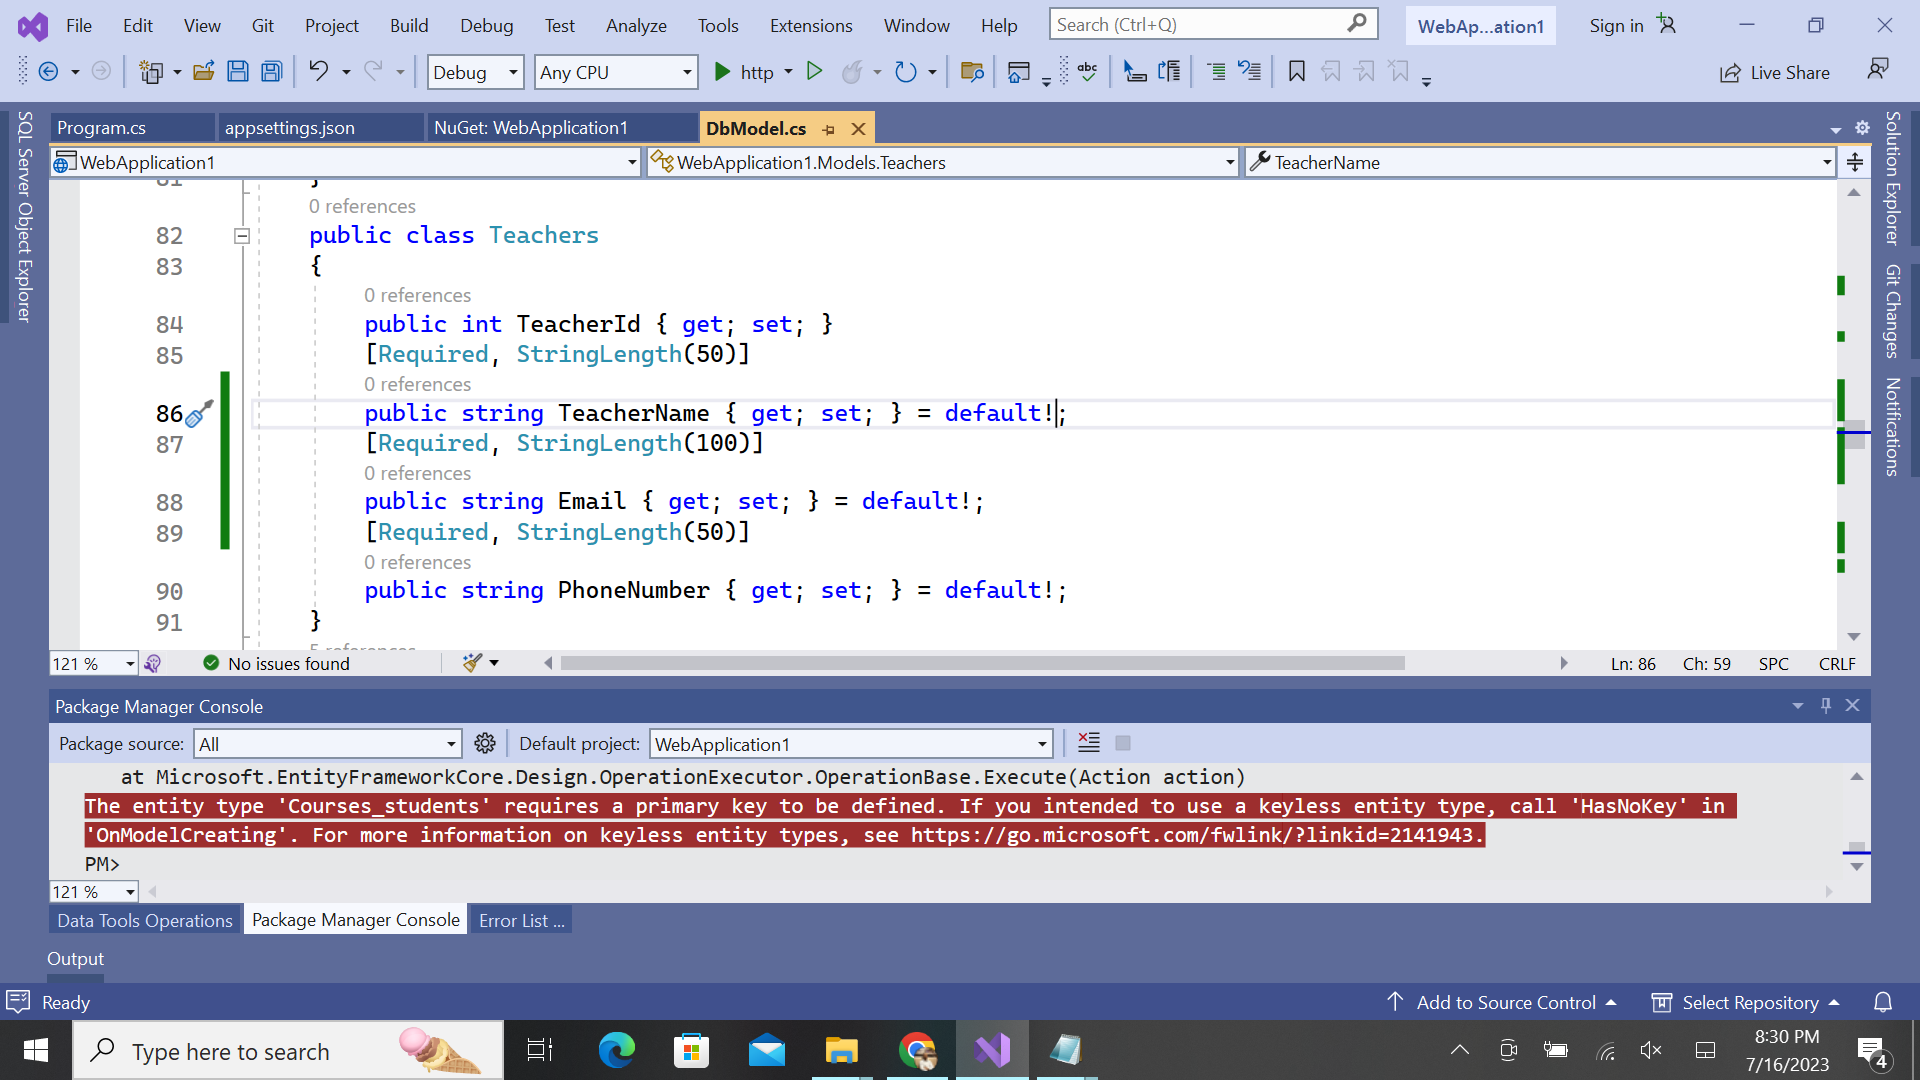 File Edit View Git Project Build Debug Test Analyze Tools Extensions Window Help Search (Ctrl+Q) WebAp...ation1 Sign in
Debug Any CPU http abc Live Share
SQL Server Object Explorer
Program.cs appsettings.json NuGet: WebApplication1 DbModel.cs
WebApplication1 WebApplication1.Models.Teachers TeacherName
81 }
0 references
82 public class Teachers
83 {
0 references
84 public int TeacherId { get; set; }
85 [Required, StringLength(50)]
0 references
86 public string TeacherName { get; set; } = default!;
87 [Required, StringLength(100)]
0 references
88 public string Email { get; set; } = default!;
89 [Required, StringLength(50)]
0 references
90 public string PhoneNumber { get; set; } = default!;
91 }
5 references
121 % No issues found Ln: 86 Ch: 59 SPC CRLF
Solution Explorer
Git Changes
Notifications
Package Manager Console
Package source: All Default project: WebApplication1
at Microsoft.EntityFrameworkCore.Design.OperationExecutor.OperationBase.Execute(Action action)
The entity type 'Courses_students' requires a primary key to be defined. If you intended to use a keyless entity type, call 'HasNoKey' in
'OnModelCreating'. For more information on keyless entity types, see https://go.microsoft.com/fwlink/?linkid=2141943.
PM>
121 %
Data Tools Operations Package Manager Console Error List ...
Output
Ready Add to Source Control Select Repository
Type here to search 8:30 PM
7/16/2023 4